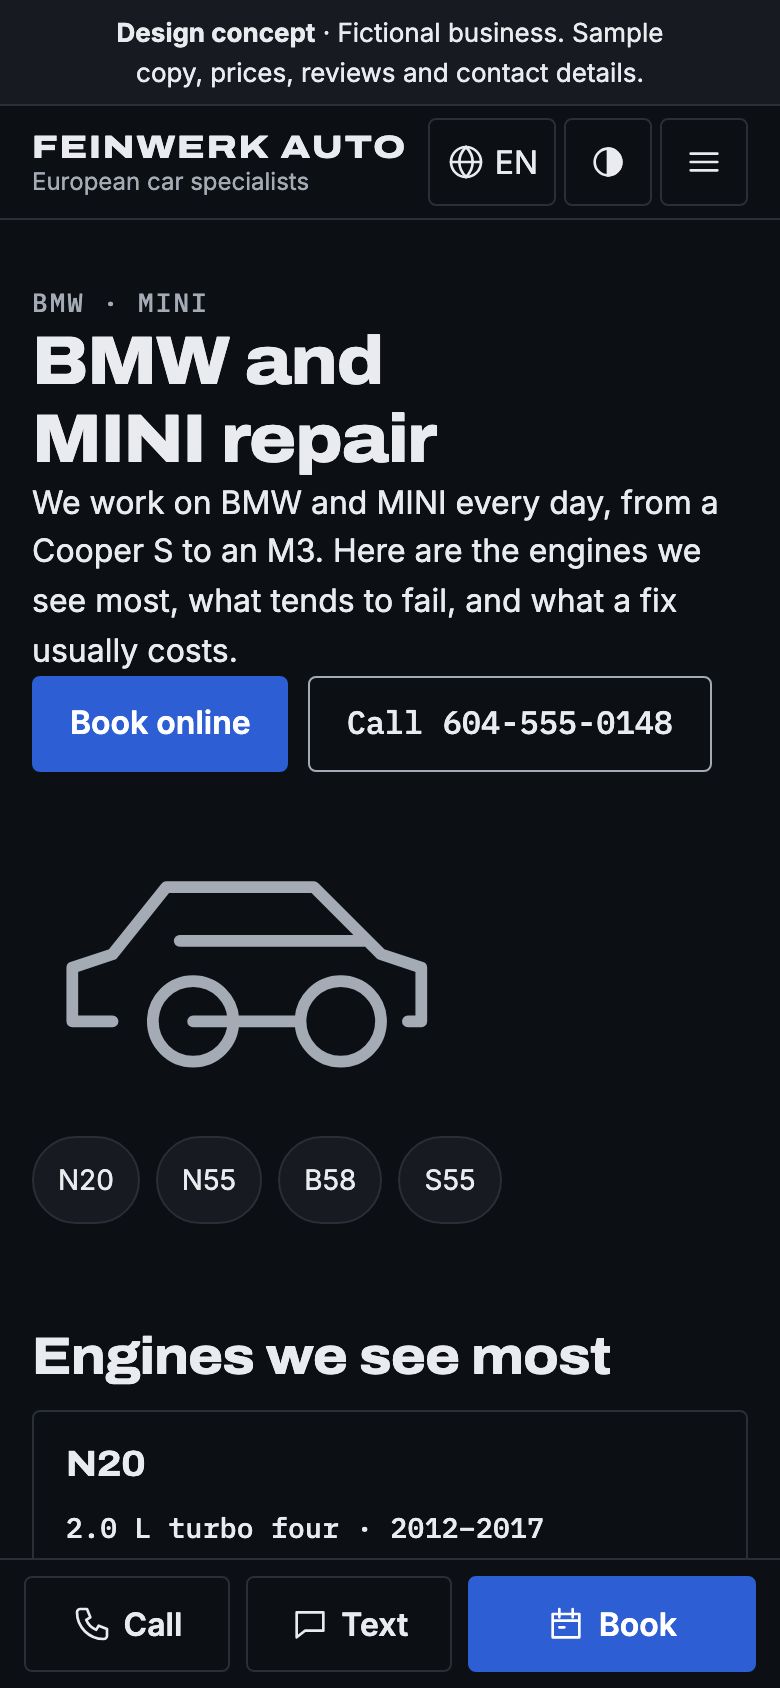 Design concept · Fictional business. Sample
copy, prices, reviews and contact details.
FEINWERK AUTO
European car specialists
EN
BMW · MINI
BMW and
MINI repair
We work on BMW and MINI every day, from a
Cooper S to an M3. Here are the engines we
see most, what tends to fail, and what a fix
usually costs.
Book online
Call 604-555-0148
N20 N55 B58 S55
Engines we see most
N20
2.0 L turbo four · 2012–2017
Call
Text
Book